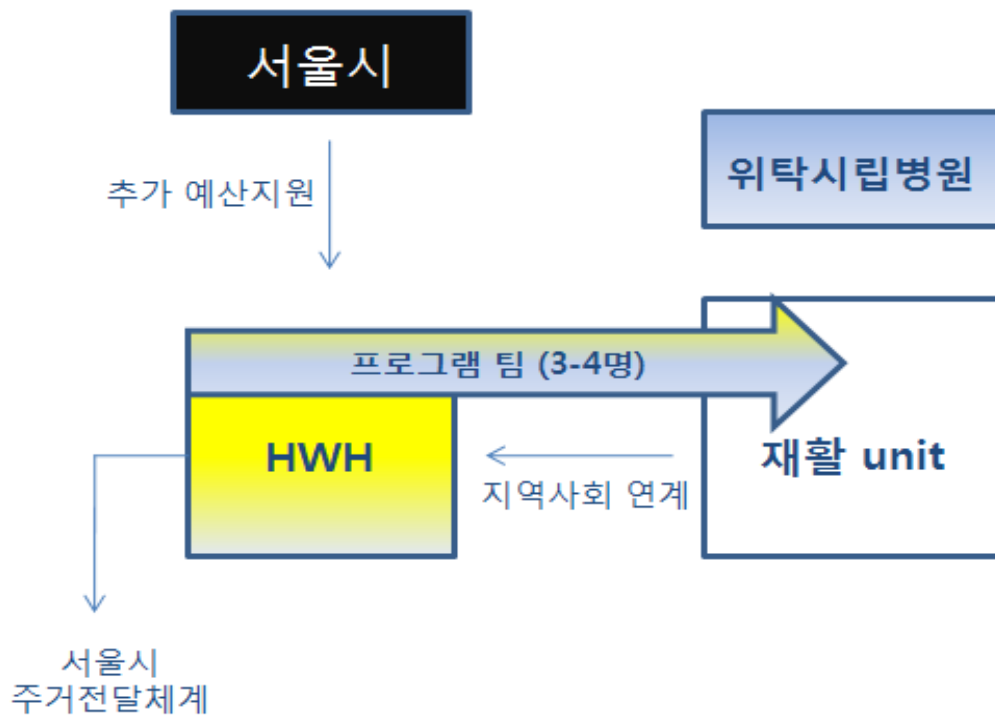 서울시
추가 예산지원
위탁시립병원
프로그램 팀 (3-4명)
HWH
재활 unit
지역사회 연계
서울시
주거전달체계